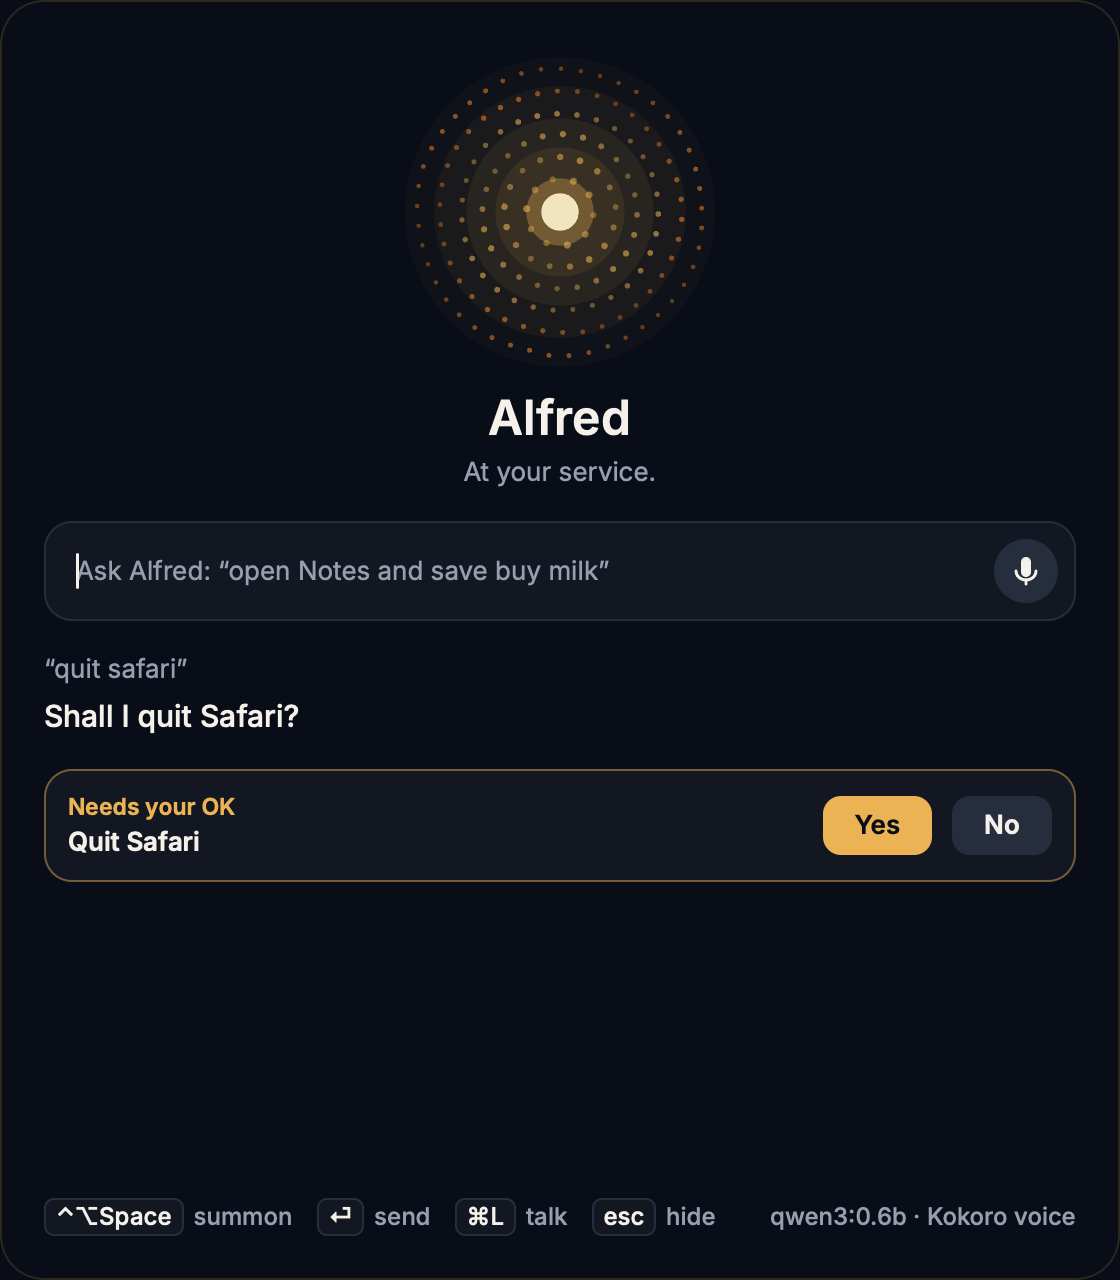 Alfred
At your service.
Ask Alfred: “open Notes and save buy milk”
“quit safari”
Shall I quit Safari?
Needs your OK
Quit Safari
Yes
No
^⌥Space summon ⏎ send ⌘L talk esc hide qwen3:0.6b · Kokoro voice